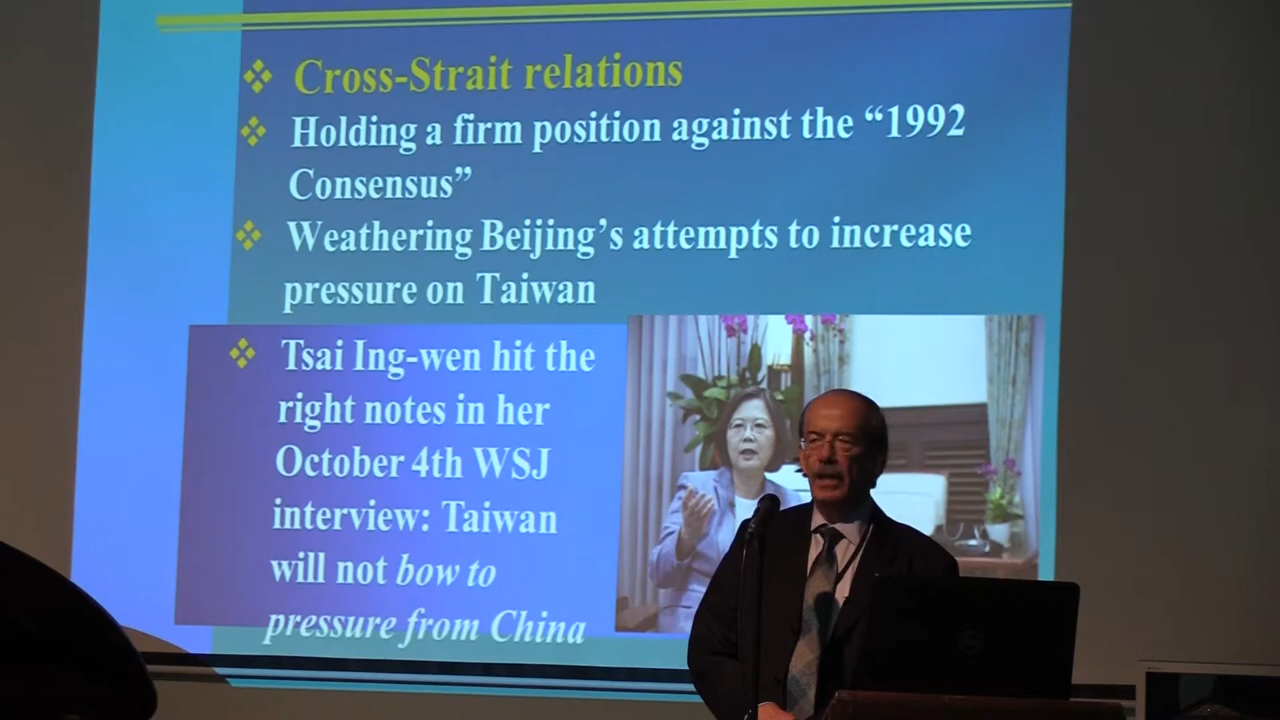 Cross-Strait relations
Holding a firm position against the “1992
Consensus”
Weathering Beijing’s attempts to increase
pressure on Taiwan
Tsai Ing-wen hit the
right notes in her
October 4th WSJ
interview: Taiwan
will not bow to
pressure from China